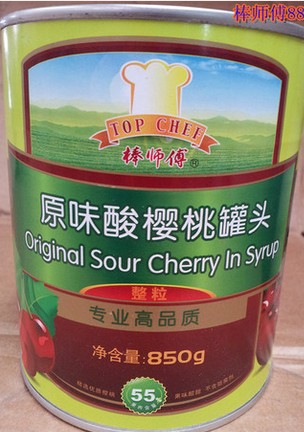 棒师傅88
TOP CHEF
棒师傅®
原味酸樱桃罐头
Original Sour Cherry In Syrup
整粒
专业高品质
净含量:850g
55%